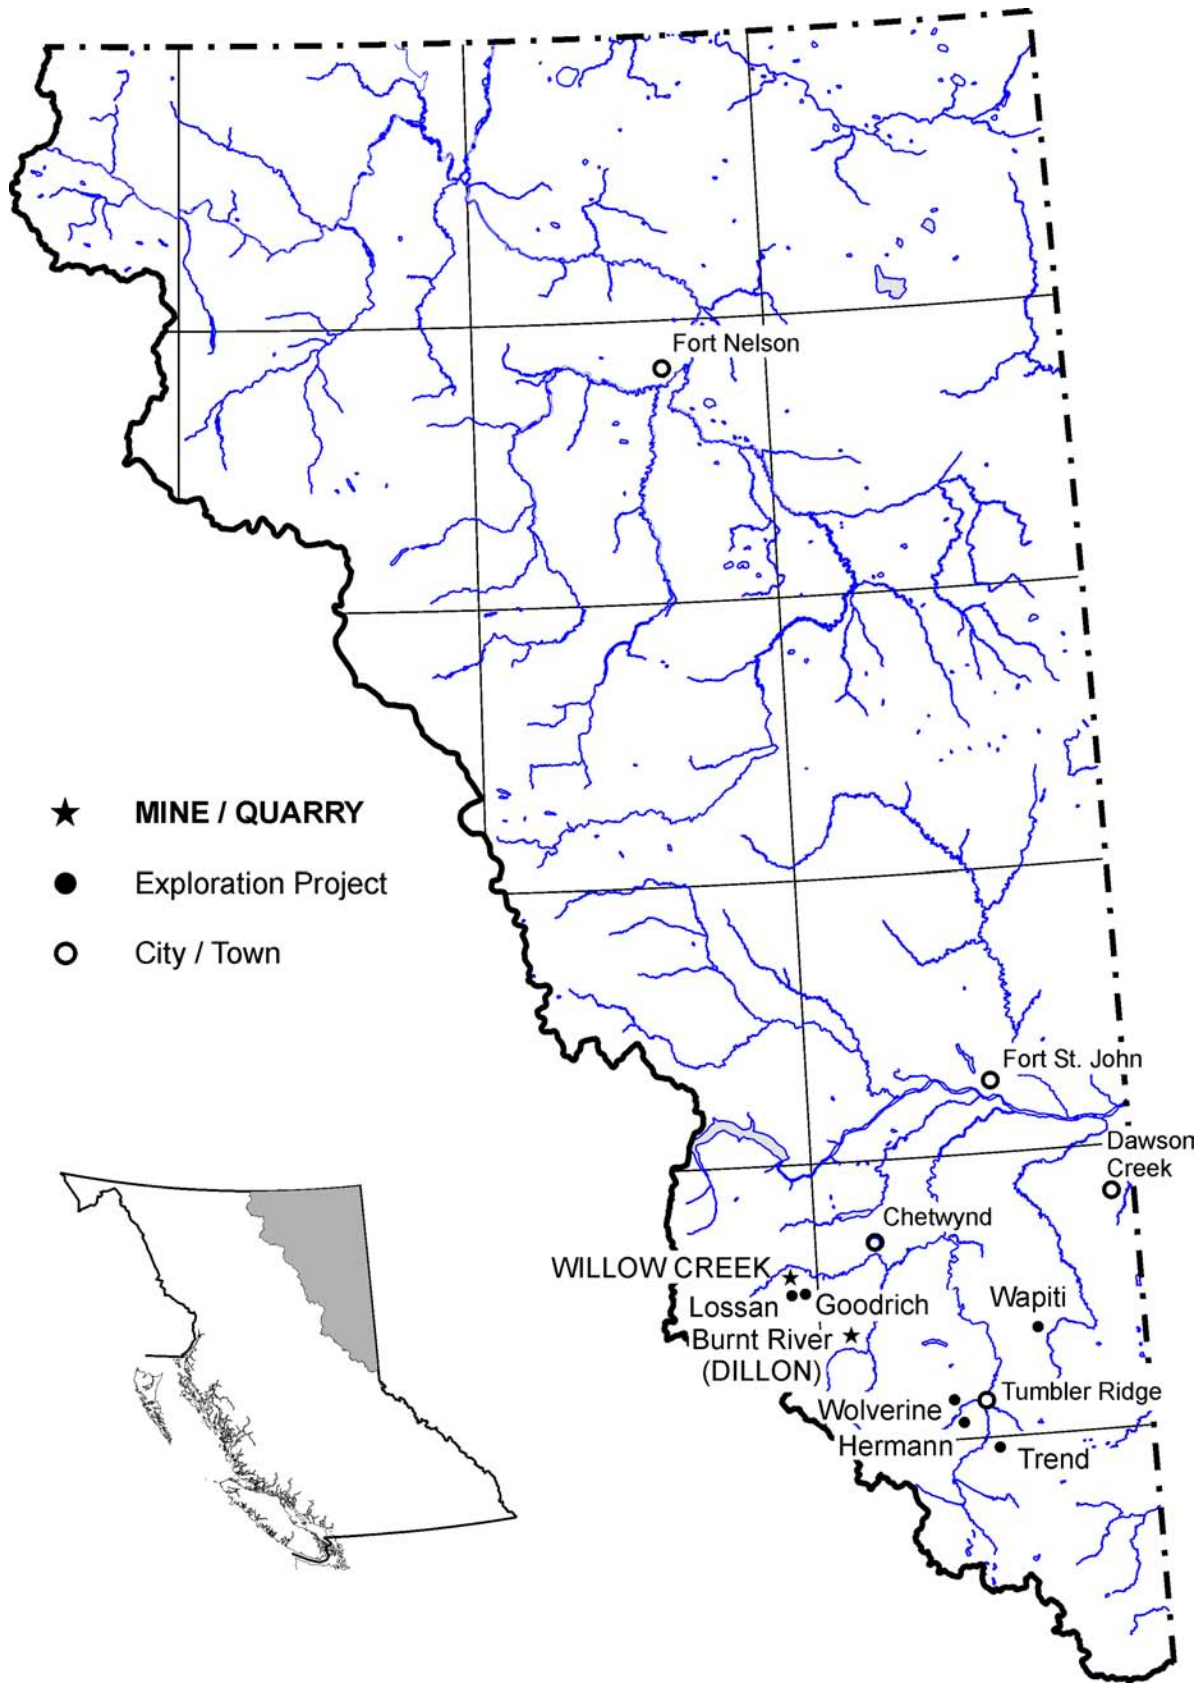 Fort Nelson
MINE / QUARRY
Exploration Project
City / Town
Fort St. John
Dawson
Creek
Chetwynd
WILLOW CREEK
Lossan
Goodrich
Wapiti
Burnt River
(DILLON)
Tumbler Ridge
Wolverine
Hermann
Trend